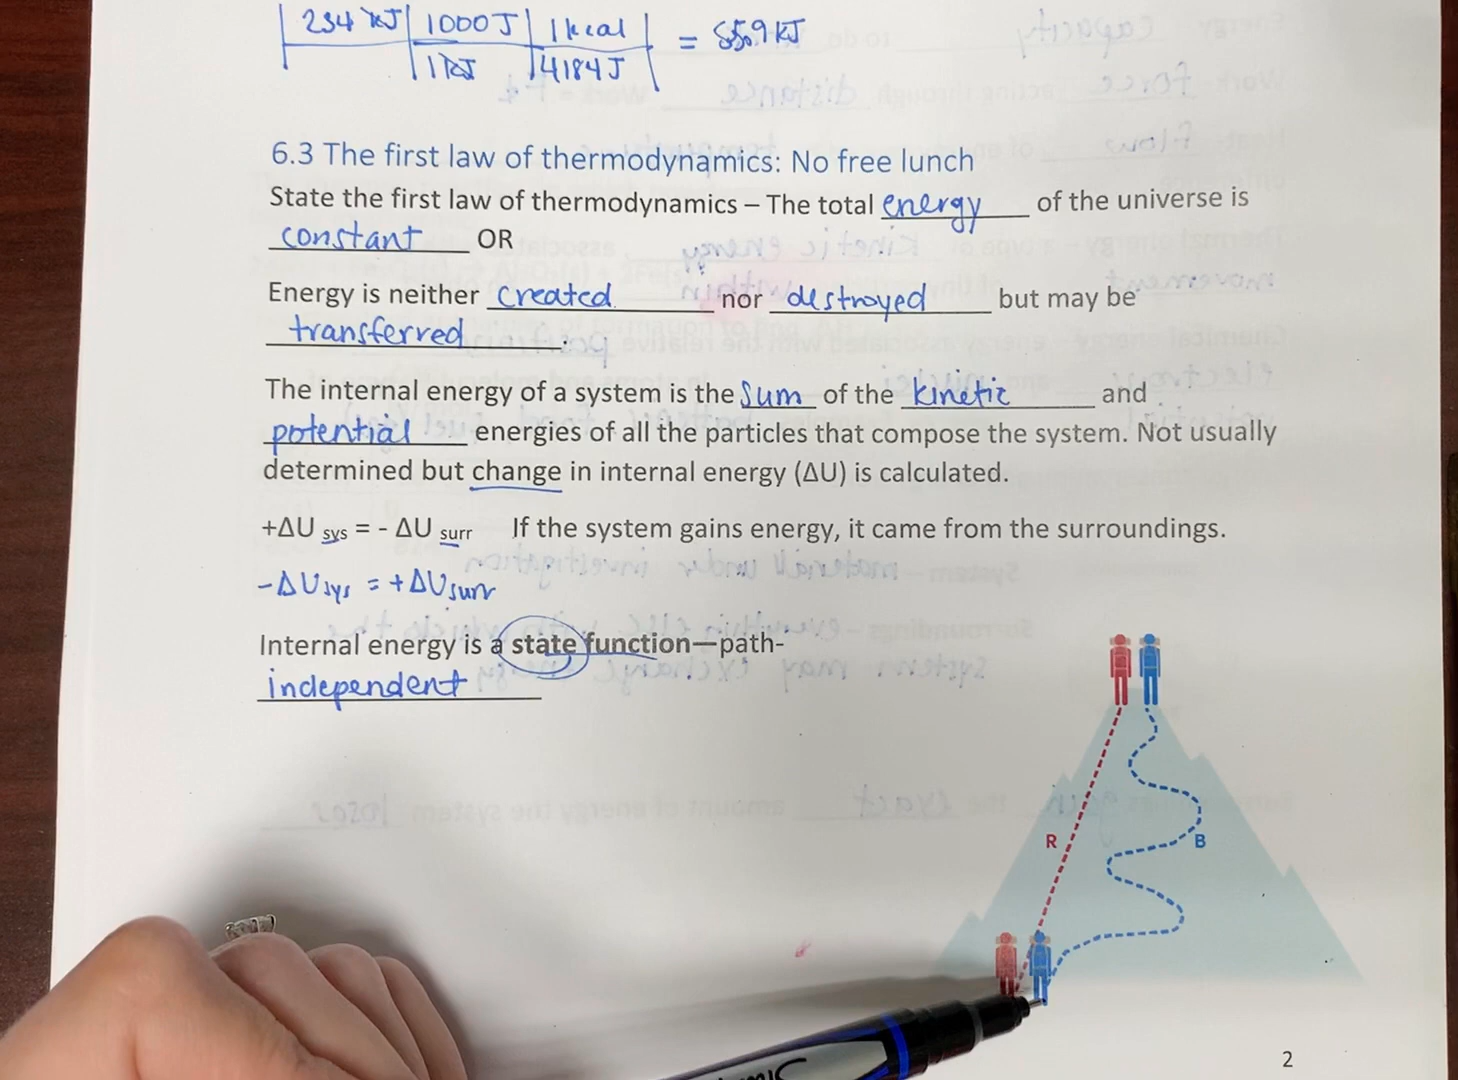 234 kJ 1000 J 1 kcal = 55.9 kJ
1 kJ 4184 J
6.3 The first law of thermodynamics: No free lunch
State the first law of thermodynamics – The total energy of the universe is
constant OR
Energy is neither created nor destroyed but may be
transferred.
The internal energy of a system is the sum of the kinetic and
potential energies of all the particles that compose the system. Not usually
determined but change in internal energy (ΔU) is calculated.
+ΔU sys = - ΔU surr If the system gains energy, it came from the surroundings.
-ΔUsys = +ΔUsurr
Internal energy is a state function—path-
independent
R B
2